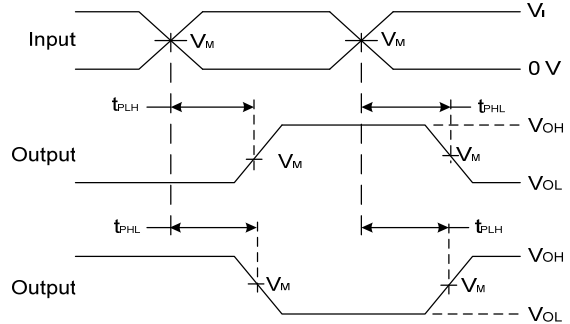 Input VM VM VI
0 V
tPLH tPHL
Output VM VM VOH
VOL
tPHL tPLH
Output VM VM VOH
VOL